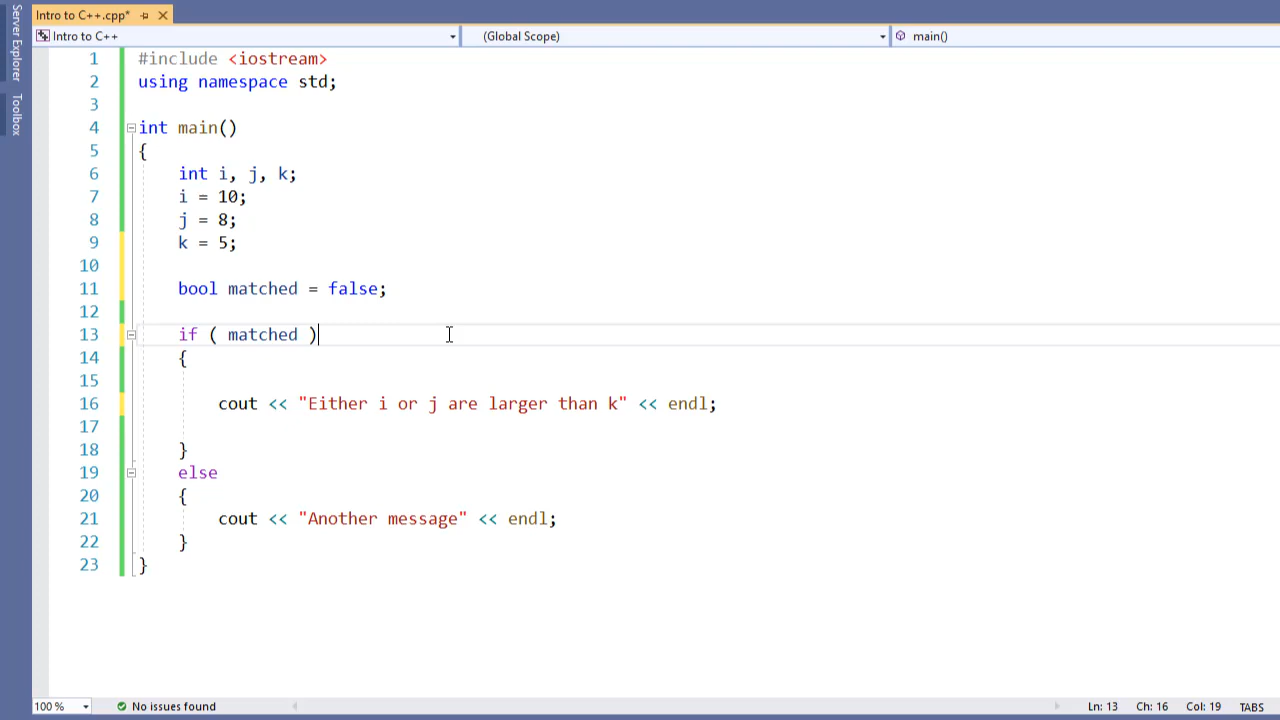 Server Explorer
Toolbox
Intro to C++.cpp*
Intro to C++
(Global Scope)
main()
1 #include <iostream>
2 using namespace std;
3
4 int main()
5 {
6 int i, j, k;
7 i = 10;
8 j = 8;
9 k = 5;
10
11 bool matched = false;
12
13 if ( matched )
14 {
15
16 cout << "Either i or j are larger than k" << endl;
17
18 }
19 else
20 {
21 cout << "Another message" << endl;
22 }
23 }
100 % No issues found Ln: 13 Ch: 16 Col: 19 TABS